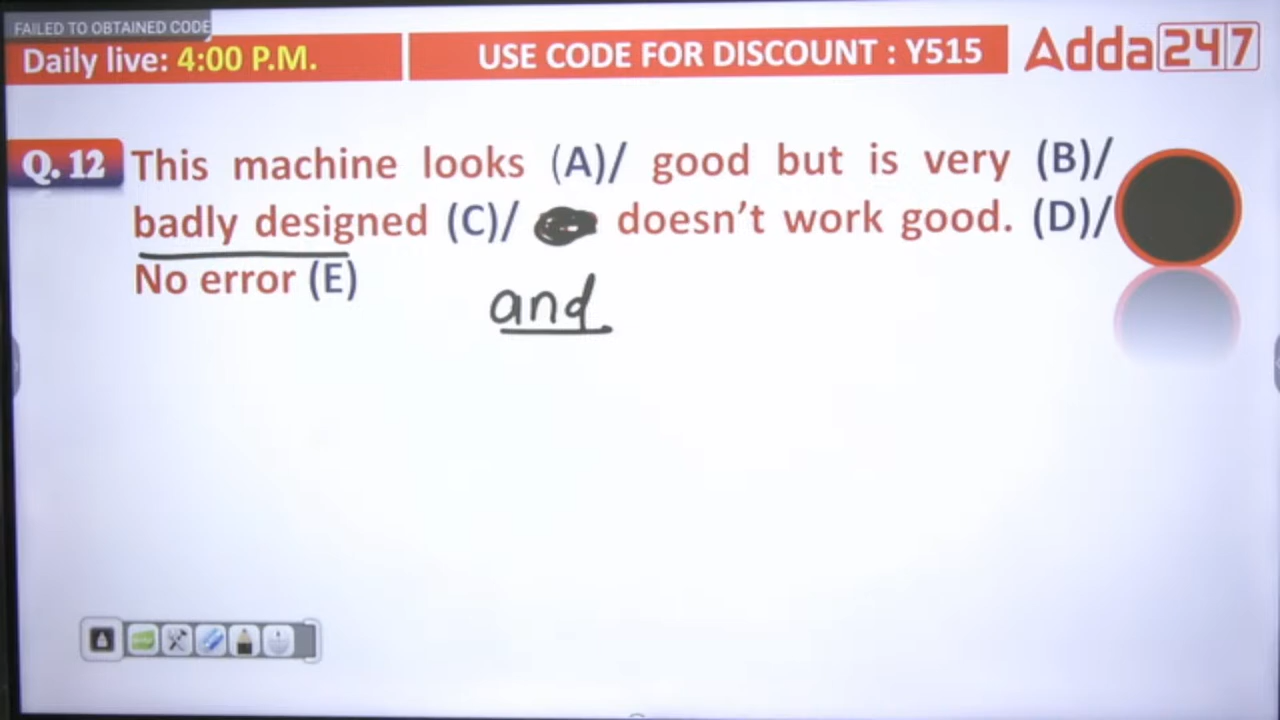 FAILED TO OBTAINED CODE
Daily live: 4:00 P.M.
USE CODE FOR DISCOUNT : Y515
Adda247
Q. 12 This machine looks (A)/ good but is very (B)/
badly designed (C)/ doesn't work good. (D)/
No error (E)
and